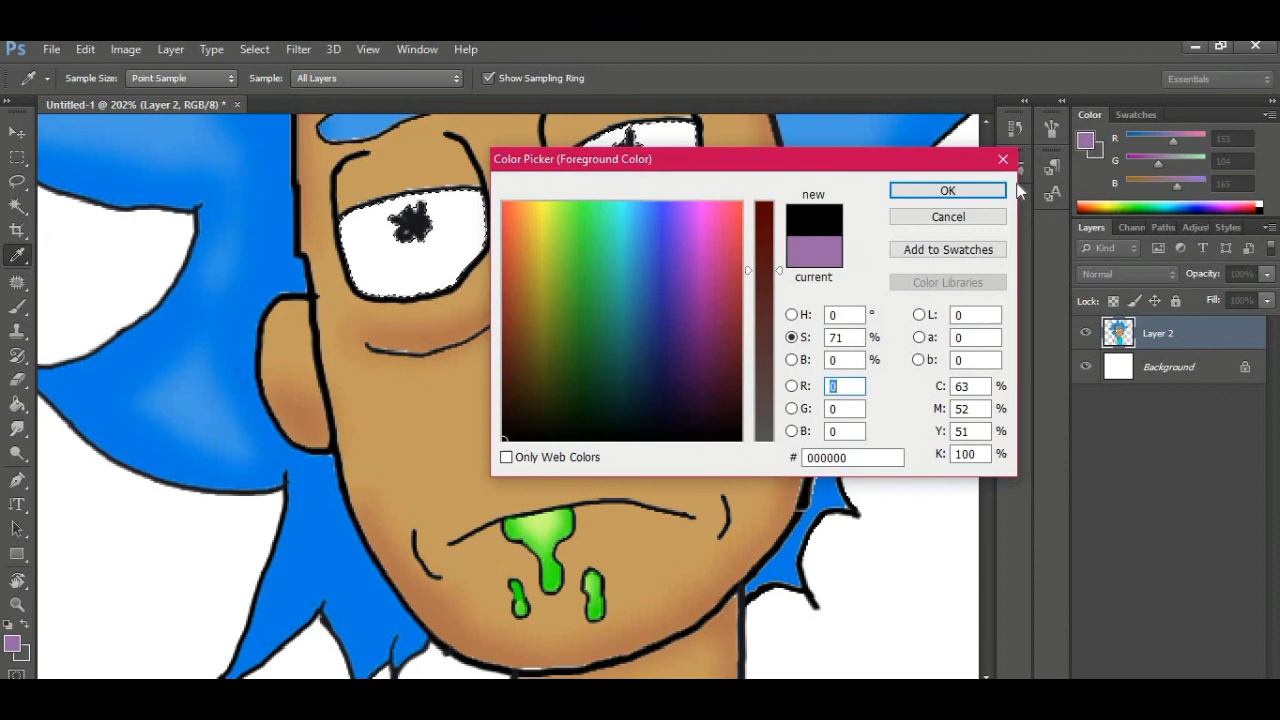 Ps File Edit Image Layer Type Select Filter 3D View Window Help
Sample Size: Point Sample Sample: All Layers Show Sampling Ring Essentials
Untitled-1 @ 202% (Layer 2, RGB/8) * ×
Color Swatches
R 153
G 104
B 165
Color Picker (Foreground Color)
new
current
OK
Cancel
Add to Swatches
Color Libraries
H: 0 °
S: 71 %
B: 0 %
R: 0
G: 0
B: 0
L: 0
a: 0
b: 0
C: 63 %
M: 52 %
Y: 51 %
K: 100 %
# 000000
Only Web Colors
Layers Chann Paths Adjust Styles
Kind
Normal Opacity: 100%
Lock: Fill: 100%
Layer 2
Background